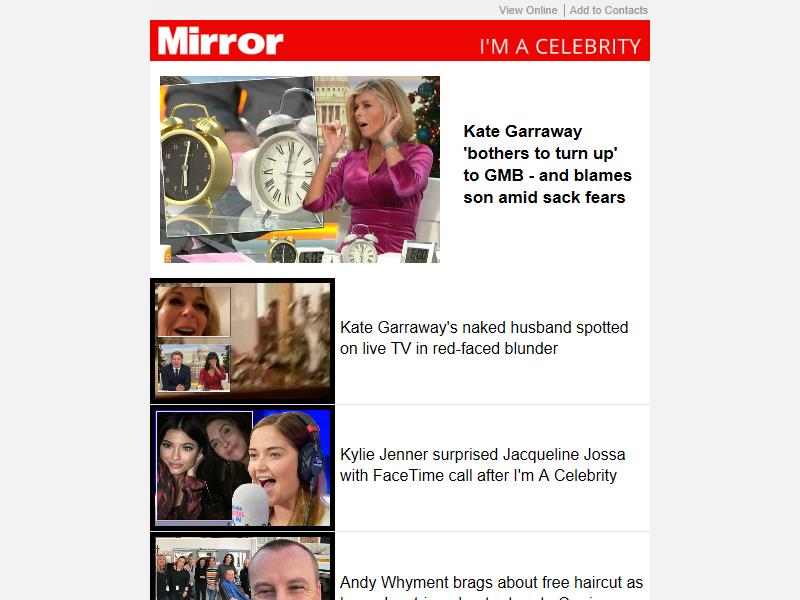 View Online | Add to Contacts
Mirror
I'M A CELEBRITY
Kate Garraway
'bothers to turn up'
to GMB - and blames
son amid sack fears
Kate Garraway's naked husband spotted
on live TV in red-faced blunder
Kylie Jenner surprised Jacqueline Jossa
with FaceTime call after I'm A Celebrity
Andy Whyment brags about free haircut as